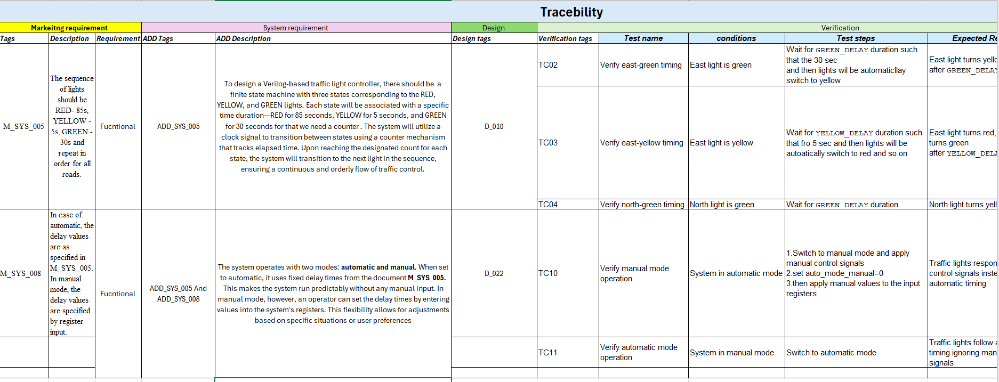 Tracebility
Markeitng requirement
System requirement
Design
Verification
Tags
Description
Requirement
ADD Tags
ADD Description
Design tags
Verification tags
Test name
conditions
Test steps
Expected Re
M_SYS_005
The sequence
of lights
should be
RED- 85s,
YELLOW -
5s, GREEN -
30s and
repeat in
order for all
roads.
Fucntional
ADD_SYS_005
To design a Verilog-based traffic light controller, there should be a
finite state machine with three states corresponding to the RED,
YELLOW, and GREEN lights. Each state will be associated with a specific
time duration—RED for 85 seconds, YELLOW for 5 seconds, and GREEN
for 30 seconds for that we need a counter . The system will utilize a
clock signal to transition between states using a counter mechanism
that tracks elapsed time. Upon reaching the designated count for each
state, the system will transition to the next light in the sequence,
ensuring a continuous and orderly flow of traffic control.
D_010
TC02
Verify east-green timing
East light is green
Wait for GREEN_DELAY duration such
that the 30 sec
and then lights wil be automaticllay
switch to yellow
East light turns yello
after GREEN_DELAY
TC03
Verify east-yellow timing
East light is yellow
Wait for YELLOW_DELAY duration such
that fro 5 sec and then lights will be
autoatically switch to red and so on
East light turns red,
turns green
after YELLOW_DELA
TC04
Verify north-green timing
North light is green
Wait for GREEN_DELAY duration
North light turns yell
M_SYS_008
In case of
automatic, the
delay values
are as
specified in
M_SYS_005.
In manual
mode, the
delay values
are specified
by register
input.
Fucntional
ADD_SYS_005 And
ADD_SYS_008
The system operates with two modes: automatic and manual. When set
to automatic, it uses fixed delay times from the document M_SYS_005.
This makes the system run predictably without any manual input. In
manual mode, however, an operator can set the delay times by entering
values into the system's registers. This flexibility allows for adjustments
based on specific situations or user preferences
D_022
TC10
Verify manual mode
operation
System in automatic mode
1.Switch to manual mode and apply
manual control signals
2.set auto_mode_manual=0
3.then apply manual values to the input
registers
Traffic lights respon
control signals inste
automatic timing
TC11
Verify automatic mode
operation
System in manual mode
Switch to automatic mode
Traffic lights follow a
timing ignoring man
signals